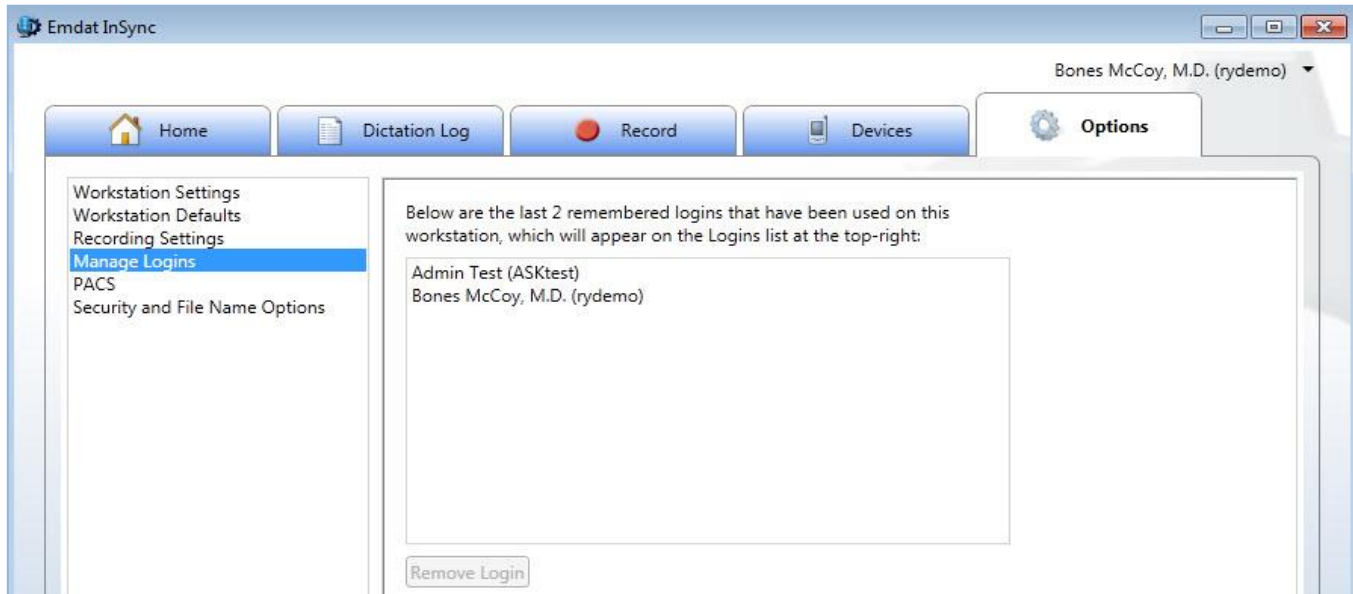 Emdat InSync
Bones McCoy, M.D. (rydemo)
Home
Dictation Log
Record
Devices
Options
Workstation Settings
Workstation Defaults
Recording Settings
Manage Logins
PACS
Security and File Name Options
Below are the last 2 remembered logins that have been used on this
workstation, which will appear on the Logins list at the top-right:
Admin Test (ASKtest)
Bones McCoy, M.D. (rydemo)
Remove Login